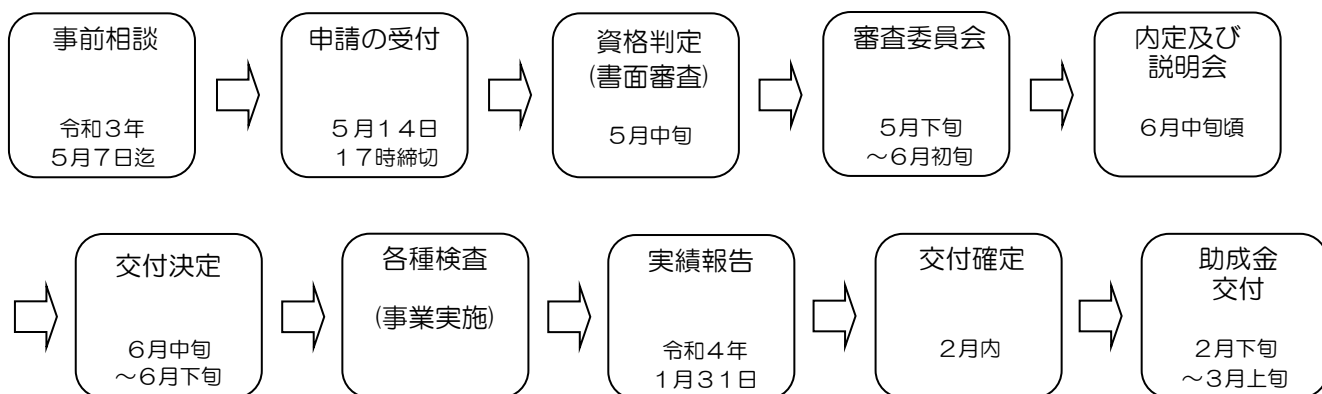 事前相談
令和３年
５月７日迄
申請の受付
５月１４日
１７時締切
資格判定
(書面審査)
５月中旬
審査委員会
５月下旬
～６月初旬
内定及び
説明会
６月中旬頃
交付決定
６月中旬
～６月下旬
各種検査
(事業実施)
実績報告
令和４年
１月３１日
交付確定
２月内
助成金
交付
２月下旬
～３月上旬